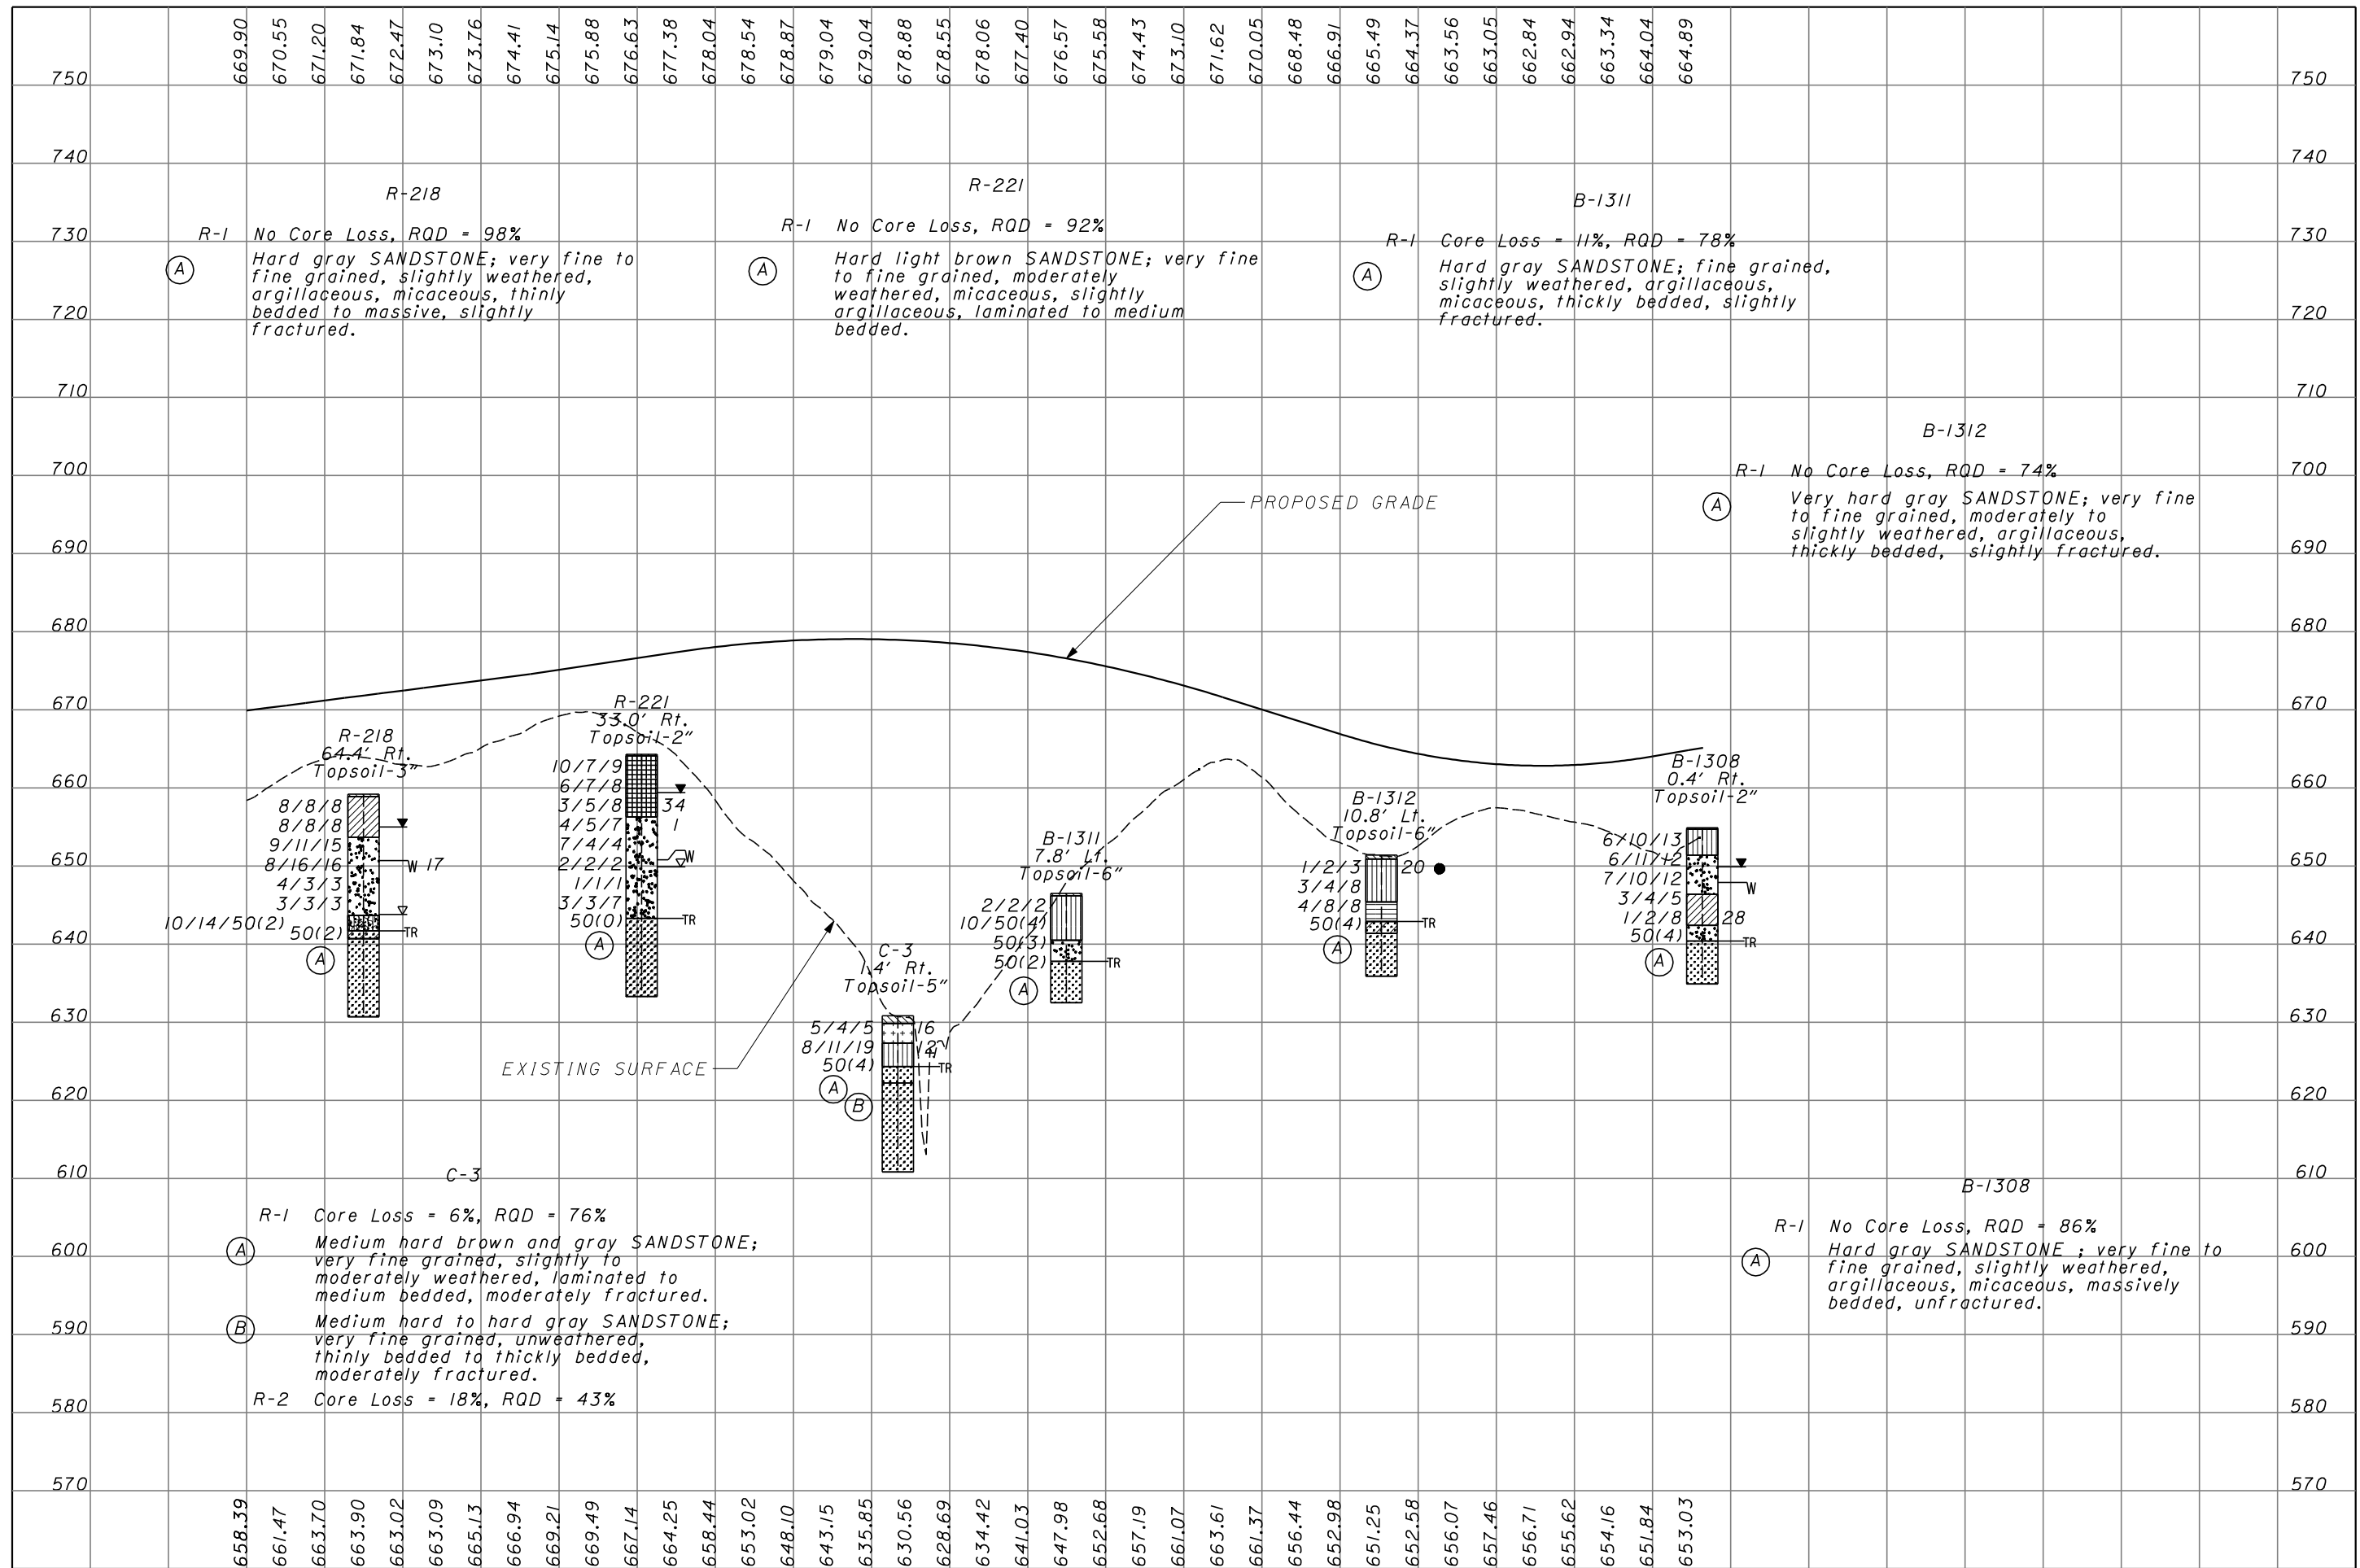 669.90 670.55 671.20 671.84 672.47 673.10 673.76 674.41 675.14 675.88 676.63 677.38 678.04 678.54 678.87 679.04 679.04 678.88 678.55 678.06 677.40 676.57 675.58 674.43 673.10 671.62 670.05 668.48 666.91 665.49 664.37 663.56 663.05 662.84 662.94 663.34 664.04 664.89
750 750
740 740
R-218
R-1 No Core Loss, RQD = 98%
A
Hard gray SANDSTONE; very fine to
fine grained, slightly weathered,
argillaceous, micaceous, thinly
bedded to massive, slightly
fractured.
R-221
R-1 No Core Loss, RQD = 92%
A
Hard light brown SANDSTONE; very fine
to fine grained, moderately
weathered, micaceous, slightly
argillaceous, laminated to medium
bedded.
B-1311
R-1 Core Loss = 11%, RQD = 78%
A
Hard gray SANDSTONE; fine grained,
slightly weathered, argillaceous,
micaceous, thickly bedded, slightly
fractured.
730 730
720 720
710 710
B-1312
R-1 No Core Loss, RQD = 74%
A
Very hard gray SANDSTONE; very fine
to fine grained, moderately to
slightly weathered, argillaceous,
thickly bedded, slightly fractured.
700 700
PROPOSED GRADE
690 690
680 680
670 670
R-218
64.4' Rt.
Topsoil-3"
8/8/8
8/8/8
9/11/15
8/16/16 W 17
4/3/3
3/3/3
10/14/50(2)
50(2) TR
A
R-221
33.0' Rt.
Topsoil-2"
10/7/9
6/7/8
3/5/8 34
4/5/7 1
7/4/4 W
2/2/2
1/1/1
3/3/7
50(0) TR
A
C-3
1.4' Rt.
Topsoil-5"
5/4/5 16
8/11/19 12
50(4) TR
A
B
B-1311
7.8' Lt.
Topsoil-6"
2/2/2
10/50(4)
50(3)
50(2) TR
A
B-1312
10.8' Lt.
Topsoil-6"
1/2/3 20
3/4/8
4/8/8
50(4) TR
A
B-1308
0.4' Rt.
Topsoil-2"
6/10/13
6/11/12
7/10/12 W
3/4/5
1/2/8 28
50(4) TR
A
660 660
650 650
640 640
630 630
EXISTING SURFACE
620 620
610 610
C-3
R-1 Core Loss = 6%, RQD = 76%
A
Medium hard brown and gray SANDSTONE;
very fine grained, slightly to
moderately weathered, laminated to
medium bedded, moderately fractured.
B
Medium hard to hard gray SANDSTONE;
very fine grained, unweathered,
thinly bedded to thickly bedded,
moderately fractured.
R-2 Core Loss = 18%, RQD = 43%
B-1308
R-1 No Core Loss, RQD = 86%
A
Hard gray SANDSTONE ; very fine to
fine grained, slightly weathered,
argillaceous, micaceous, massively
bedded, unfractured.
600 600
590 590
580 580
570 570
658.39 661.47 663.70 663.90 663.02 663.09 665.13 666.94 669.21 669.49 667.14 664.25 658.44 653.02 648.10 643.15 635.85 630.56 628.69 634.42 641.03 647.98 652.68 657.19 661.07 663.61 661.37 656.44 652.98 651.25 652.58 656.07 657.46 656.71 655.62 654.16 651.84 653.03